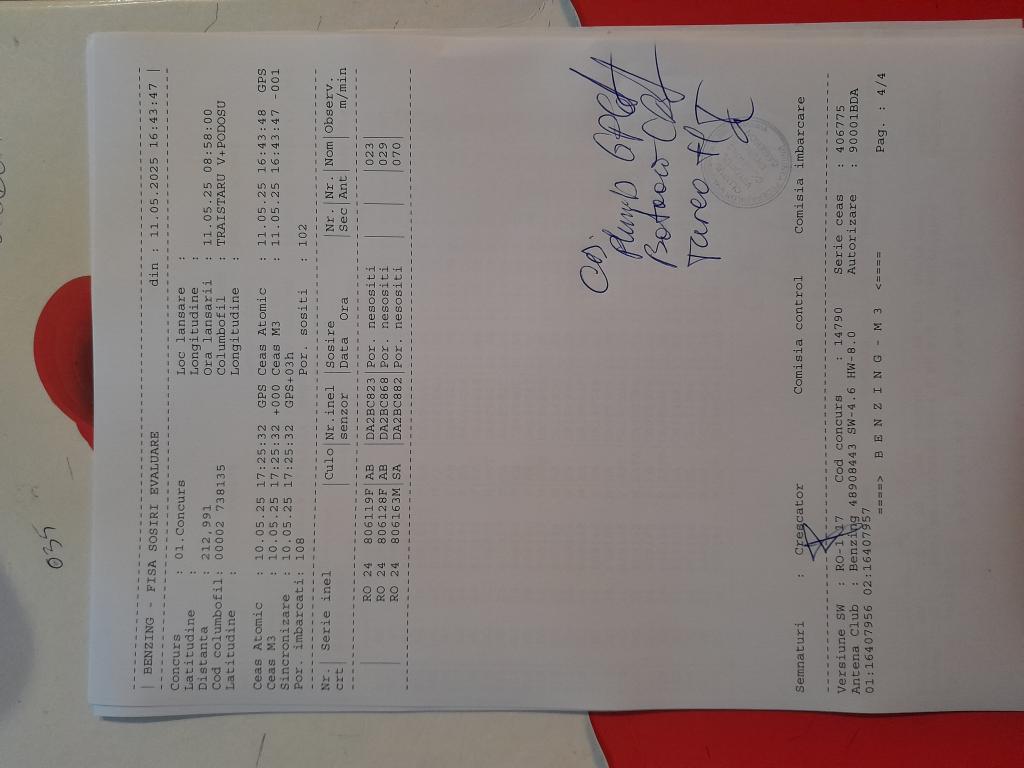 | BENZING - FISA SOSIRI EVALUARE din : 11.05.2025 16:43:47 |
Concurs : 01.Concurs Loc lansare :
Latitudine : Longitudine :
Distanta : 212,991 Ora lansarii : 11.05.25 08:58:00
Cod columbofil: 00002 738135 Columbofil : TRAISTARU V+PODOSU
Latitudine : Longitudine :
Ceas Atomic : 10.05.25 17:25:32 GPS Ceas Atomic : 11.05.25 16:43:48 GPS
Ceas M3 : 10.05.25 17:25:32 +000 Ceas M3 : 11.05.25 16:43:47 -001
Sincronizare : 10.05.25 17:25:32 GPS+03h
Por. imbarcati: 108 Por. sositi : 102
Nr.| Serie inel |Culo|Nr inel |Sosire |Nr.|Nr.|Nom|Observ.
crt| | |senzor |Data Ora |Sec|Ant| | m/min
| | RO 24 806119F|AB |DA2BC823|Por. nesositi | | |023|
RO 24 806128F|AB |DA2BC868|Por. nesositi | | |029|
RO 24 806163M|SA |DA2BC882|Por. nesositi | | |070|
Semnaturi : Crescator Comisia control Comisia imbarcare
Versiune SW : RO-1.17 Cod concurs : 14790 Serie ceas : 406775
Antena Club : Benzing 48908443 SW-4.6 HW-8.0 Autorizare : 90001BDA
01:16407956 02:16407957
====> B E N Z I N G - M 3 <==== Pag. : 4/4
035